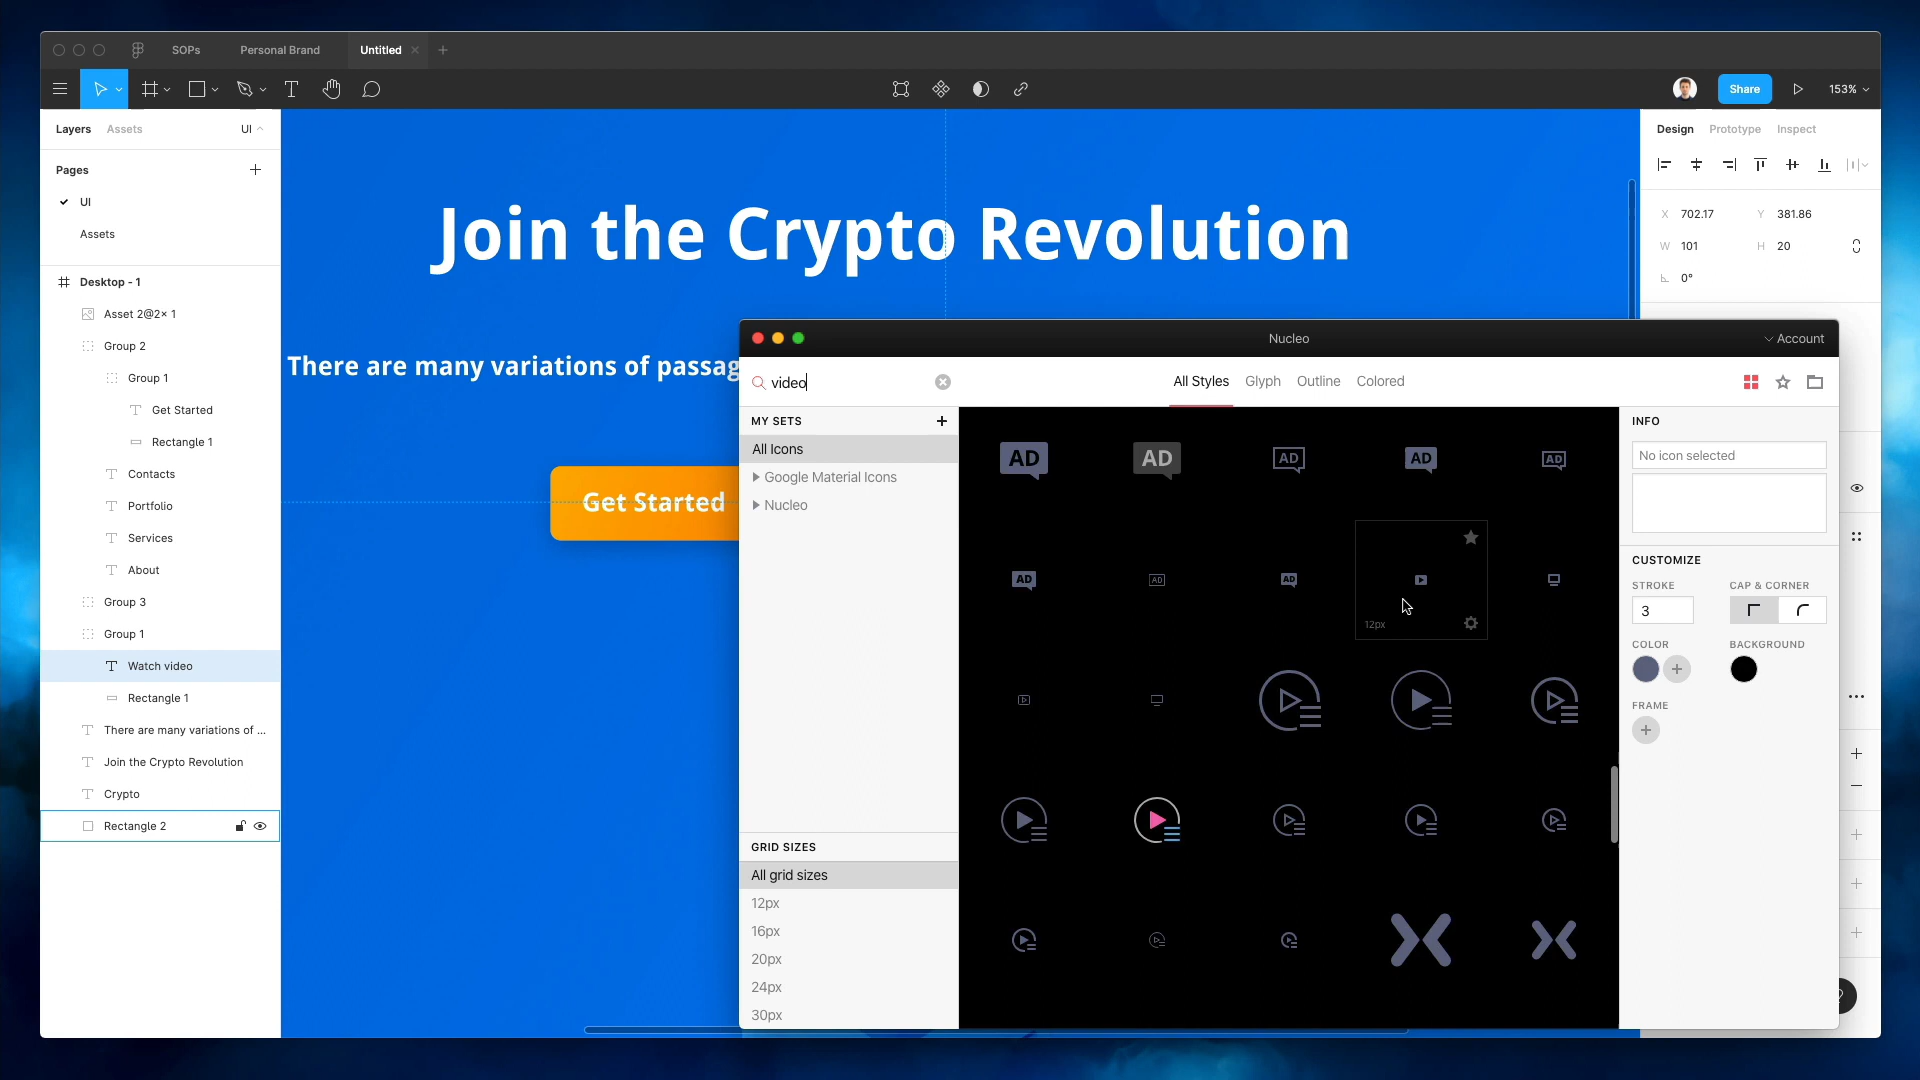 SOPs
Personal Brand
Untitled
Share
153%
Layers
Assets
UI
Pages
UI
Assets
Desktop - 1
Asset 2@2x 1
Group 2
Group 1
Get Started
Rectangle 1
Contacts
Portfolio
Services
About
Group 3
Group 1
Watch video
Rectangle 1
There are many variations of ...
Join the Crypto Revolution
Crypto
Rectangle 2
Join the Crypto Revolution
There are many variations of passag
Get Started
Design
Prototype
Inspect
X 702.17
Y 381.86
W 101
H 20
0°
Nucleo
Account
video
All Styles
Glyph
Outline
Colored
MY SETS
All Icons
Google Material Icons
Nucleo
GRID SIZES
All grid sizes
12px
16px
20px
24px
30px
AD
AD
AD
AD
AD
AD
AD
AD
12px
INFO
No icon selected
CUSTOMIZE
STROKE
CAP & CORNER
3
COLOR
BACKGROUND
FRAME
?